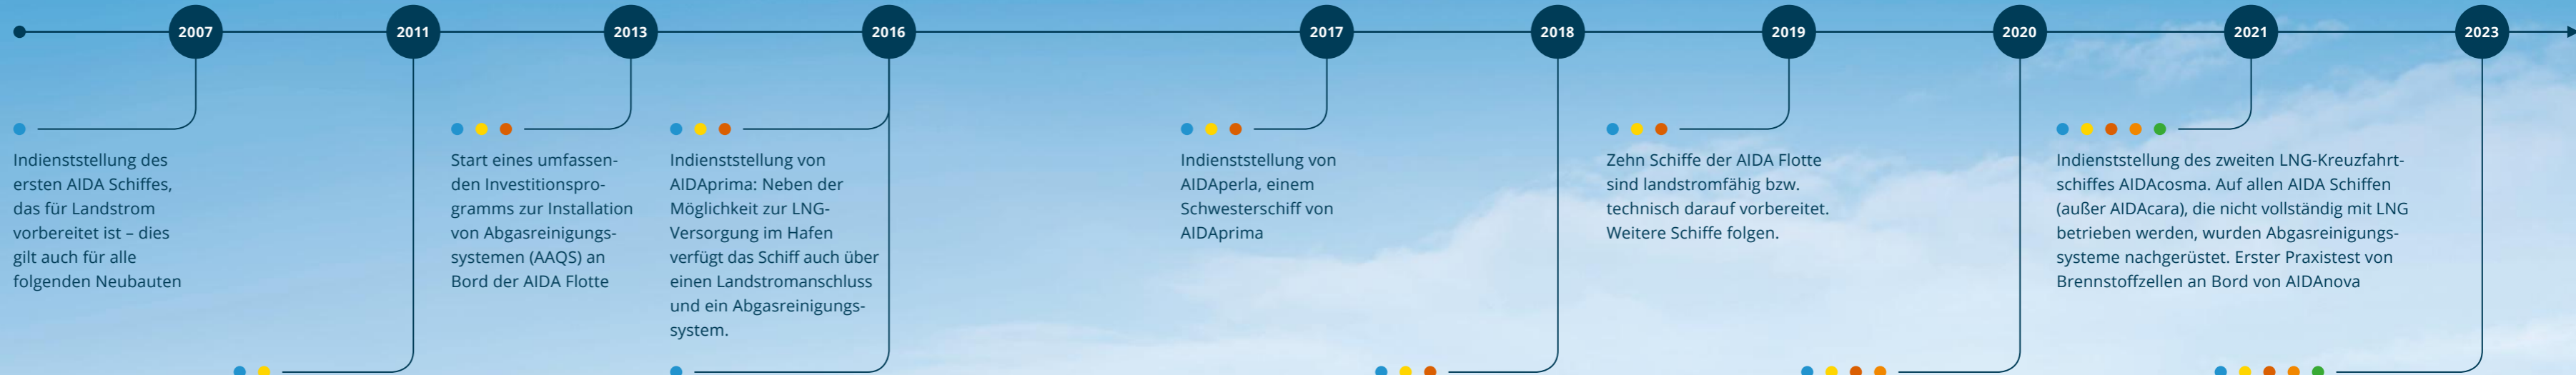 2007
2011
2013
2016
2017
2018
2019
2020
2021
2023
Indienststellung des
ersten AIDA Schiffes,
das für Landstrom
vorbereitet ist – dies
gilt auch für alle
folgenden Neubauten
Start eines umfassen-
den Investitionspro-
gramms zur Installation
von Abgasreinigungs-
systemen (AAQS) an
Bord der AIDA Flotte
Indienststellung von
AIDAprima: Neben der
Möglichkeit zur LNG-
Versorgung im Hafen
verfügt das Schiff auch über
einen Landstromanschluss
und ein Abgasreinigungs-
system.
Indienststellung von
AIDAperla, einem
Schwesterschiff von
AIDAprima
Zehn Schiffe der AIDA Flotte
sind landstromfähig bzw.
technisch darauf vorbereitet.
Weitere Schiffe folgen.
Indienststellung des zweiten LNG-Kreuzfahrt-
schiffes AIDAcosma. Auf allen AIDA Schiffen
(außer AIDAcara), die nicht vollständig mit LNG
betrieben werden, wurden Abgasreinigungs-
systeme nachgerüstet. Erster Praxistest von
Brennstoffzellen an Bord von AIDAnova